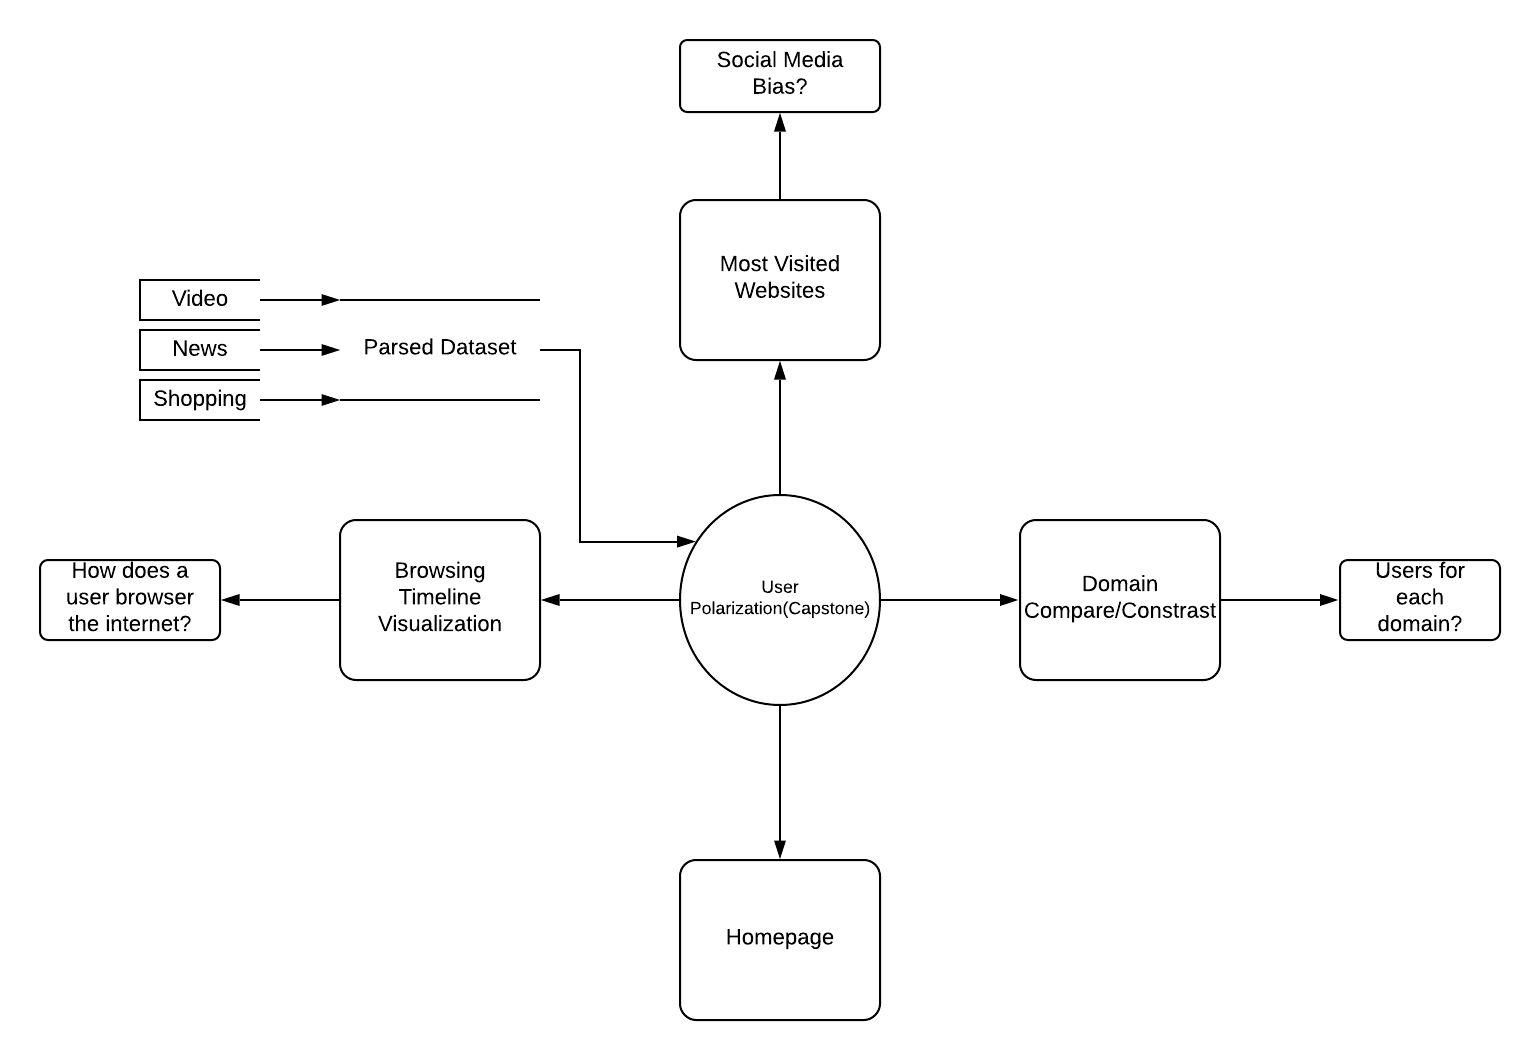 Social Media
Bias?
Most Visited
Websites
Video
News
Shopping
Parsed Dataset
How does a
user browser
the internet?
Browsing
Timeline
Visualization
User
Polarization(Capstone)
Domain
Compare/Constrast
Users for
each
domain?
Homepage